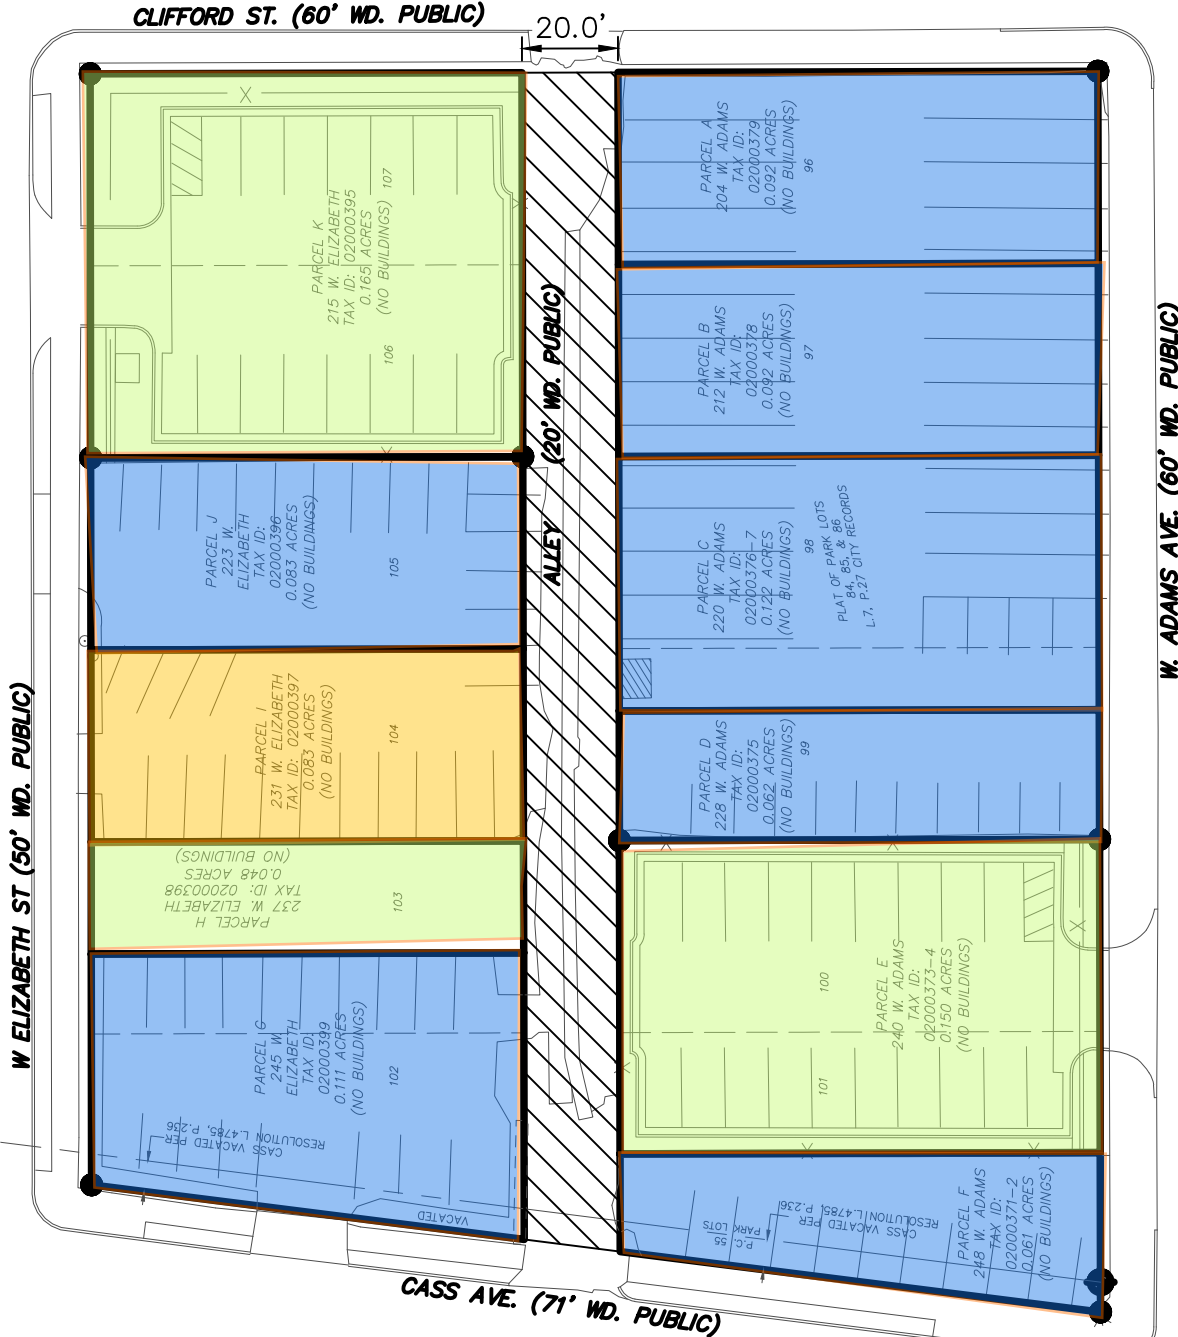 CLIFFORD ST. (60' WD. PUBLIC)
20.0'
PARCEL K
215 W. ELIZABETH
TAX ID: 02000395
0.165 ACRES
(NO BUILDINGS)
107
106
PARCEL A
204 W. ADAMS
TAX ID:
02000379
0.092 ACRES
(NO BUILDINGS)
96
PARCEL B
212 W. ADAMS
TAX ID:
02000378
0.092 ACRES
(NO BUILDINGS)
97
ALLEY (20' WD. PUBLIC)
W. ADAMS AVE. (60' WD. PUBLIC)
PARCEL J
223 W.
ELIZABETH
TAX ID:
02000396
0.083 ACRES
(NO BUILDINGS)
105
PARCEL C
220 W. ADAMS
TAX ID:
02000376-7
0.122 ACRES
(NO BUILDINGS)
98
PLAT OF PARK LOTS
84, 85, & 86
L.7, P.27 CITY RECORDS
W ELIZABETH ST (50' WD. PUBLIC)
PARCEL I
231 W. ELIZABETH
TAX ID: 02000397
0.083 ACRES
(NO BUILDINGS)
104
PARCEL D
228 W. ADAMS
TAX ID:
02000375
0.062 ACRES
(NO BUILDINGS)
99
PARCEL H
237 W. ELIZABETH
TAX ID: 02000398
0.048 ACRES
(NO BUILDINGS)
103
PARCEL E
240 W. ADAMS
TAX ID:
02000373-4
0.150 ACRES
(NO BUILDINGS)
100
101
PARCEL G
245 W.
ELIZABETH
TAX ID:
02000399
0.111 ACRES
(NO BUILDINGS)
102
CASS VACATED PER
RESOLUTION L.4785, P.236
VACATED
PARCEL F
248 W. ADAMS
TAX ID:
02000371-2
0.061 ACRES
(NO BUILDINGS)
CASS VACATED PER
RESOLUTION L.4785, P.236
P.C. 55
PARK LOTS
CASS AVE. (71' WD. PUBLIC)